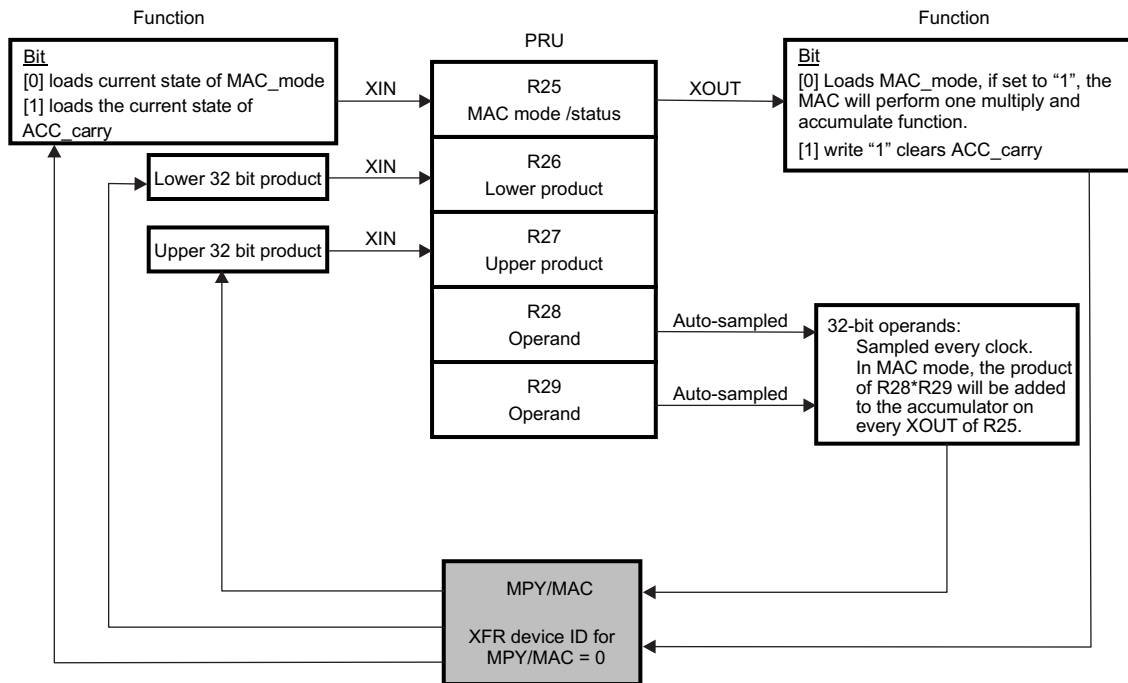 Function
Bit
[0] loads current state of MAC_mode
[1] loads the current state of
ACC_carry
XIN
Lower 32 bit product
XIN
Upper 32 bit product
XIN
PRU
R25
MAC mode /status
R26
Lower product
R27
Upper product
R28
Operand
R29
Operand
XOUT
Function
Bit
[0] Loads MAC_mode, if set to “1”, the
MAC will perform one multiply and
accumulate function.
[1] write “1” clears ACC_carry
Auto-sampled
Auto-sampled
32-bit operands:
Sampled every clock.
In MAC mode, the product
of R28*R29 will be added
to the accumulator on
every XOUT of R25.
MPY/MAC
XFR device ID for
MPY/MAC = 0